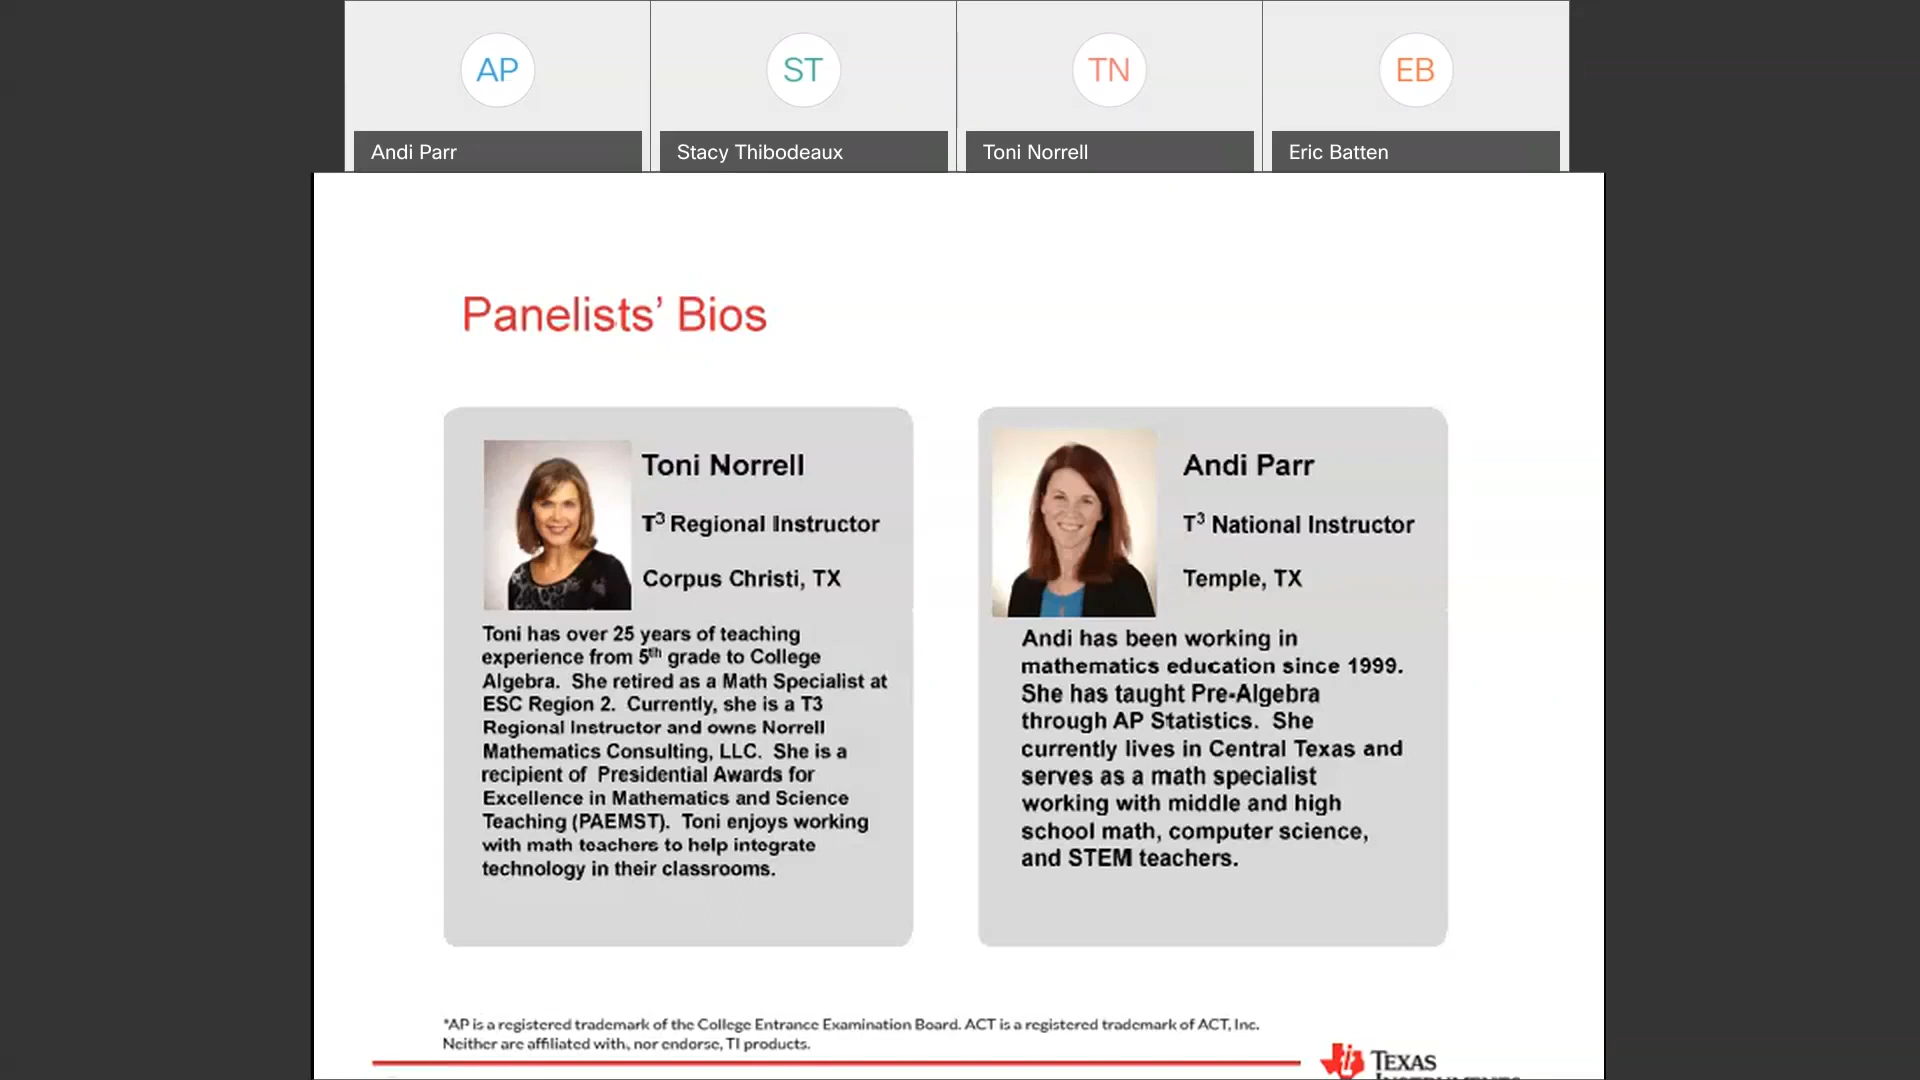 AP
ST
TN
EB
Andi Parr
Stacy Thibodeaux
Toni Norrell
Eric Batten
Panelists’ Bios
Toni Norrell
T³ Regional Instructor
Corpus Christi, TX
Toni has over 25 years of teaching
experience from 5th grade to College
Algebra.  She retired as a Math Specialist at
ESC Region 2.  Currently, she is a T3
Regional Instructor and owns Norrell
Mathematics Consulting, LLC.  She is a
recipient of  Presidential Awards for
Excellence in Mathematics and Science
Teaching (PAEMST).  Toni enjoys working
with math teachers to help integrate
technology in their classrooms.
Andi Parr
T³ National Instructor
Temple, TX
Andi has been working in
mathematics education since 1999.
She has taught Pre-Algebra
through AP Statistics.  She
currently lives in Central Texas and
serves as a math specialist
working with middle and high
school math, computer science,
and STEM teachers.
*AP is a registered trademark of the College Entrance Examination Board. ACT is a registered trademark of ACT, Inc.
Neither are affiliated with, nor endorse, TI products.
TEXAS